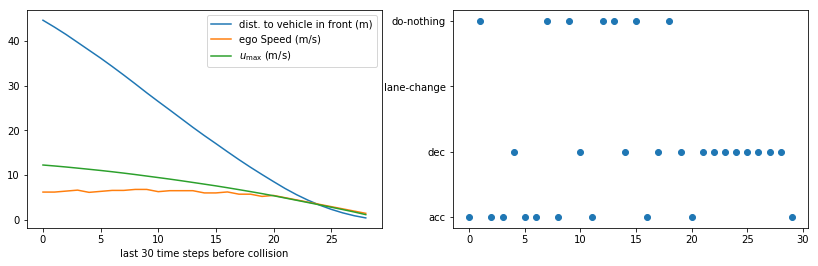 dist. to vehicle in front (m)
ego Speed (m/s)
u_max (m/s)
40
30
20
10
0
0 5 10 15 20 25
last 30 time steps before collision
do-nothing
lane-change
dec
acc
0 5 10 15 20 25 30